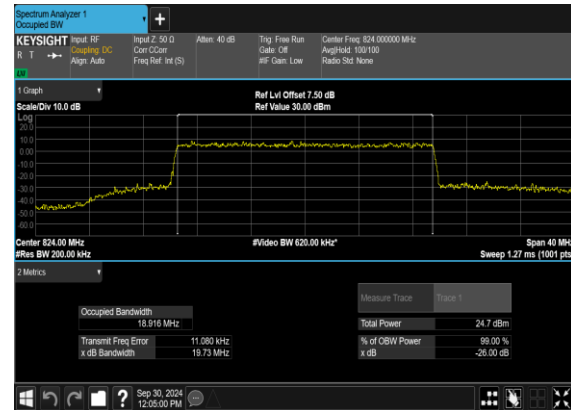 Spectrum Analyzer 1
Occupied BW
+
KEYSIGHT
R T
Input: RF
Coupling: DC
Align: Auto
Input Z: 50 Ω
Corr CCorr
Freq Ref: Int (S)
Atten: 40 dB
Trig: Free Run
Gate: Off
#IF Gain: Low
Center Freq: 824.000000 MHz
Avg|Hold: 100/100
Radio Std: None
1 Graph
Scale/Div 10.0 dB
Ref Lvl Offset 7.50 dB
Ref Value 30.00 dBm
Log
20.0
10.0
0.00
-10.0
-20.0
-30.0
-40.0
-50.0
-60.0
Center 824.00 MHz
#Video BW 620.00 kHz*
Span 40 MHz
#Res BW 200.00 kHz
Sweep 1.27 ms (1001 pts)
2 Metrics
Measure Trace
Trace 1
Occupied Bandwidth
18.916 MHz
Total Power
24.7 dBm
Transmit Freq Error
11.080 kHz
% of OBW Power
99.00 %
x dB Bandwidth
19.73 MHz
x dB
-26.00 dB
?
Sep 30, 2024
12:05:00 PM